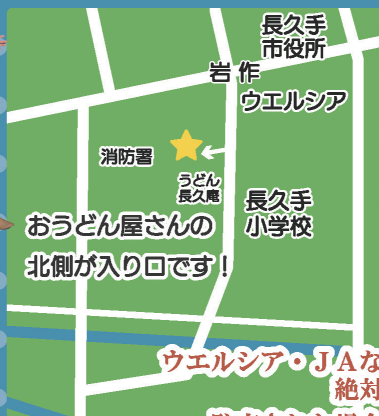 長久手
市役所
岩作
ウエルシア
消防署
うどん
長久庵
長久手
小学校
おうどん屋さんの
北側が入り口です！
ウエルシア・ＪＡな
絶対